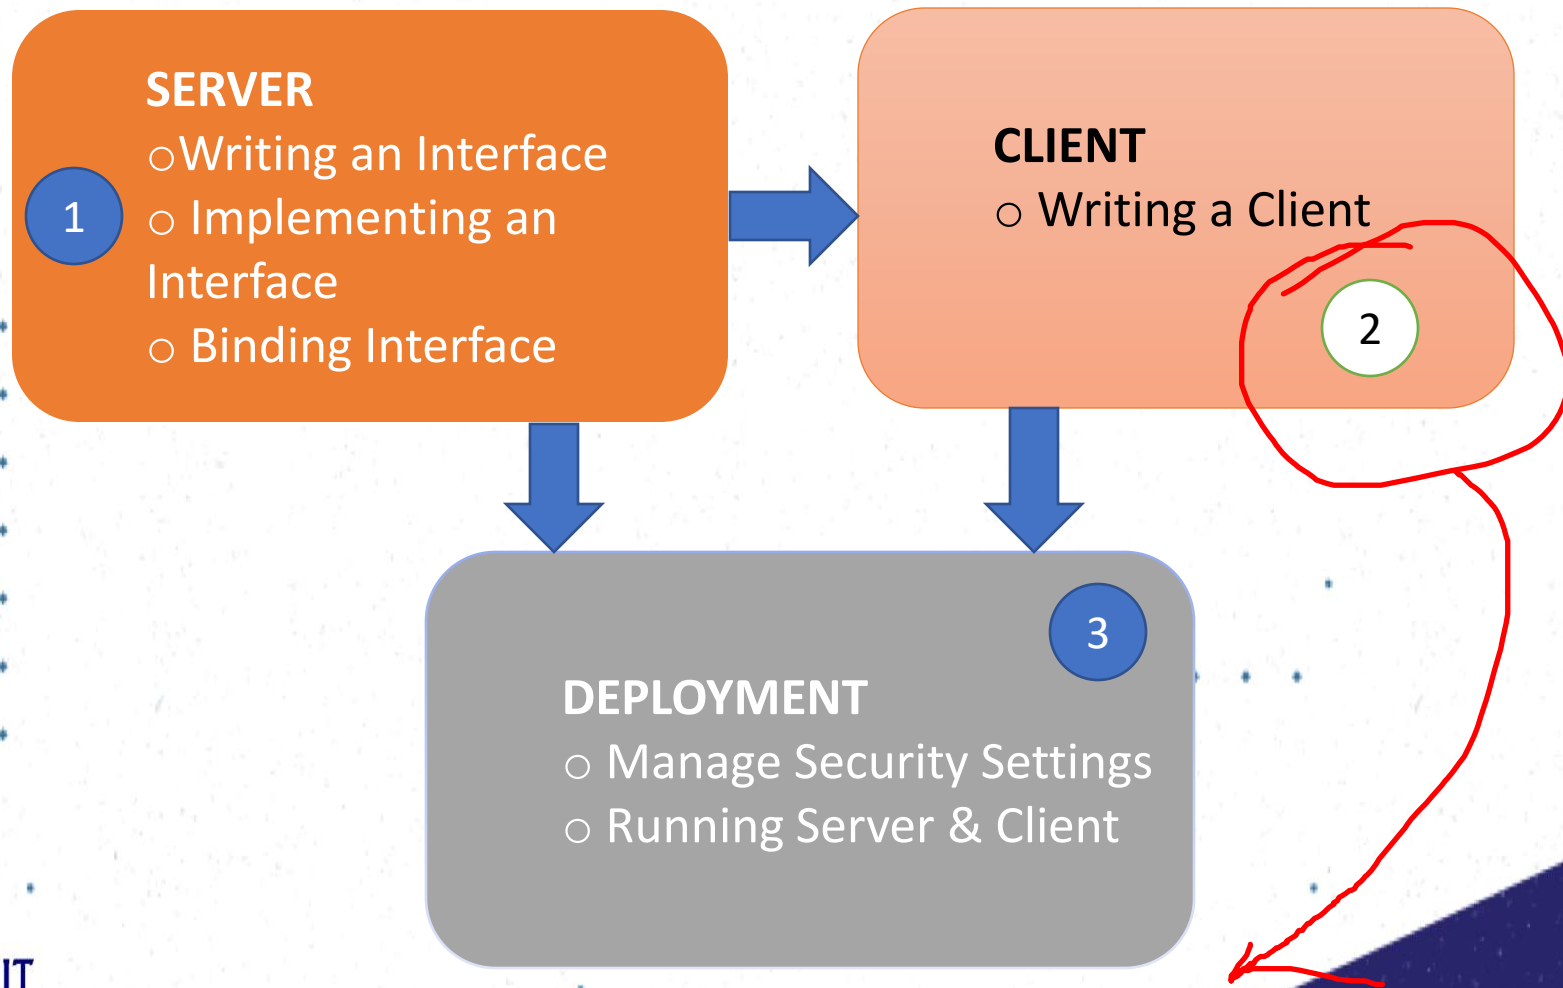 SERVER
○Writing an Interface
1
○ Implementing an
Interface
○ Binding Interface
CLIENT
○ Writing a Client
2
3
DEPLOYMENT
○ Manage Security Settings
○ Running Server & Client
IT